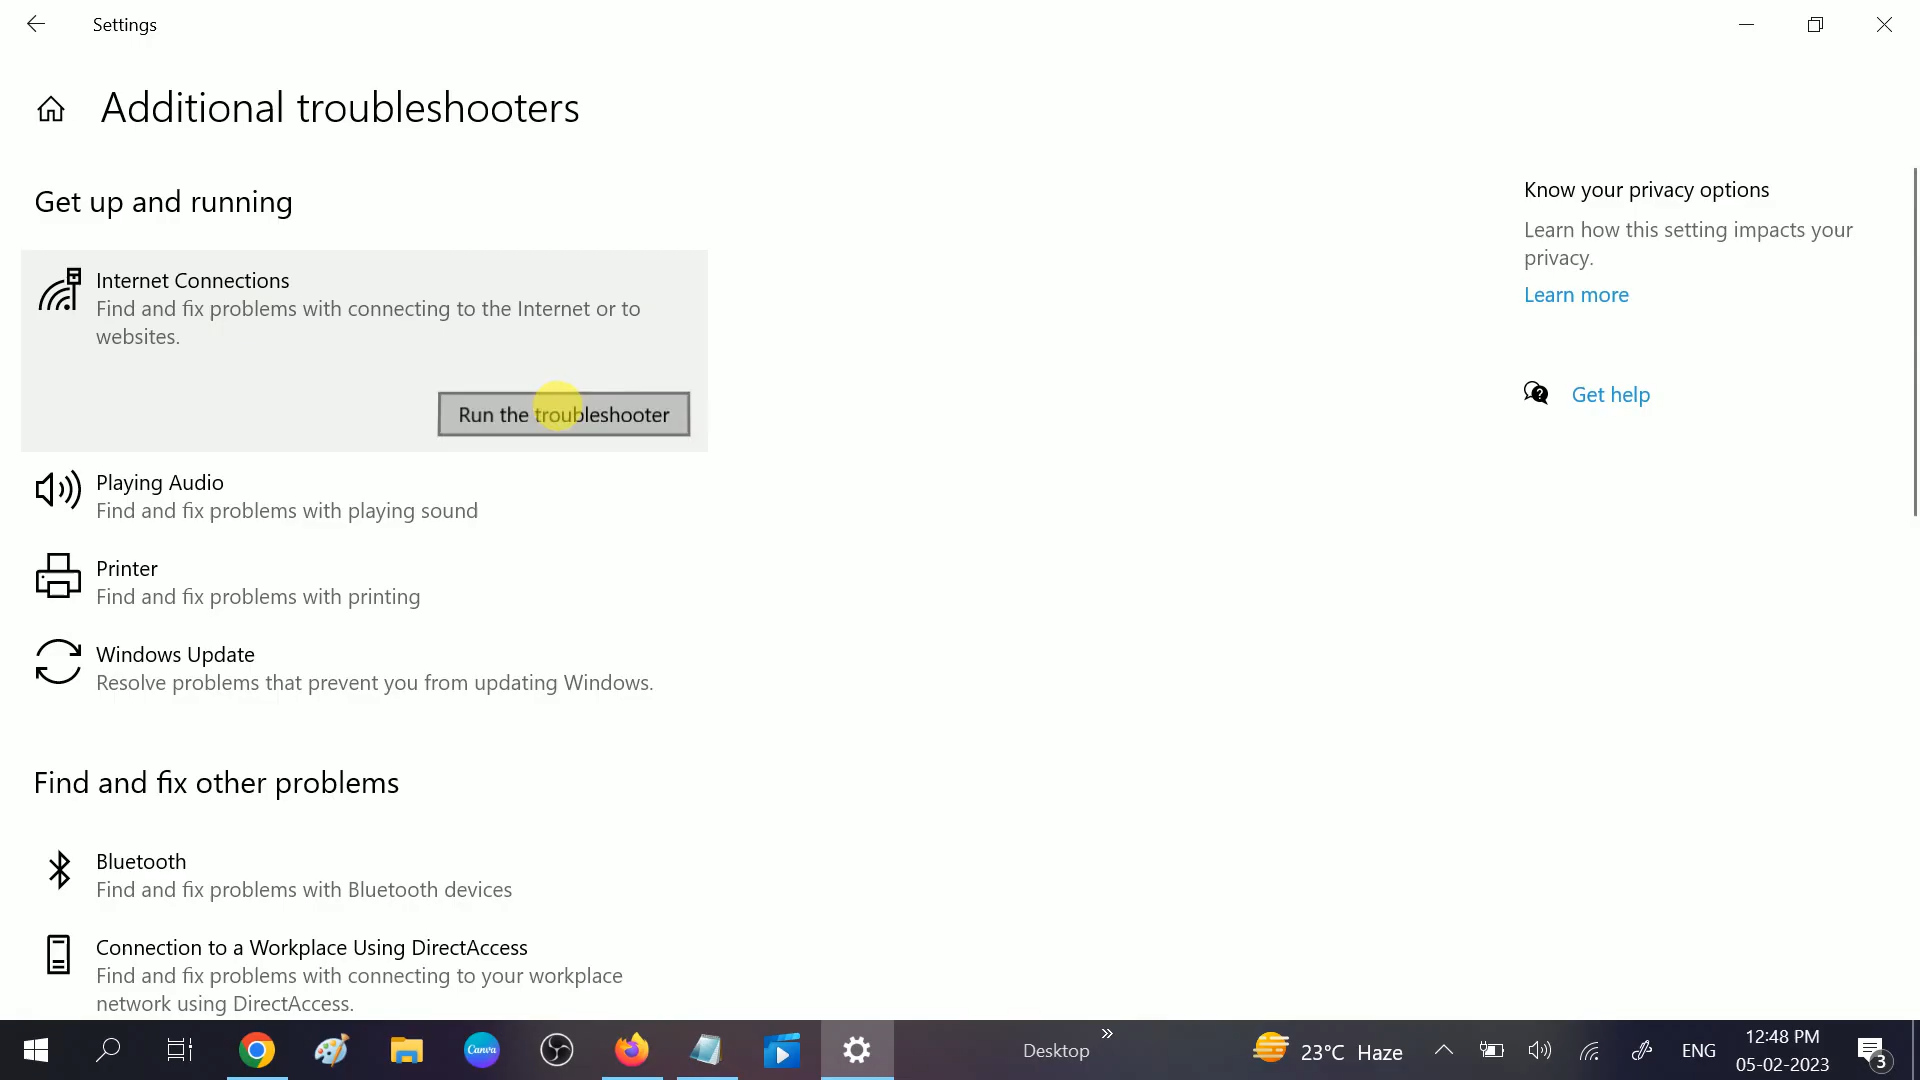 Settings
Additional troubleshooters
Get up and running
Internet Connections
Find and fix problems with connecting to the Internet or to
websites.
Run the troubleshooter
Playing Audio
Find and fix problems with playing sound
Printer
Find and fix problems with printing
Windows Update
Resolve problems that prevent you from updating Windows.
Find and fix other problems
Bluetooth
Find and fix problems with Bluetooth devices
Connection to a Workplace Using DirectAccess
Find and fix problems with connecting to your workplace
network using DirectAccess.
Know your privacy options
Learn how this setting impacts your
privacy.
Learn more
Get help
Canva
Desktop
23°C Haze
ENG
12:48 PM
05-02-2023
3